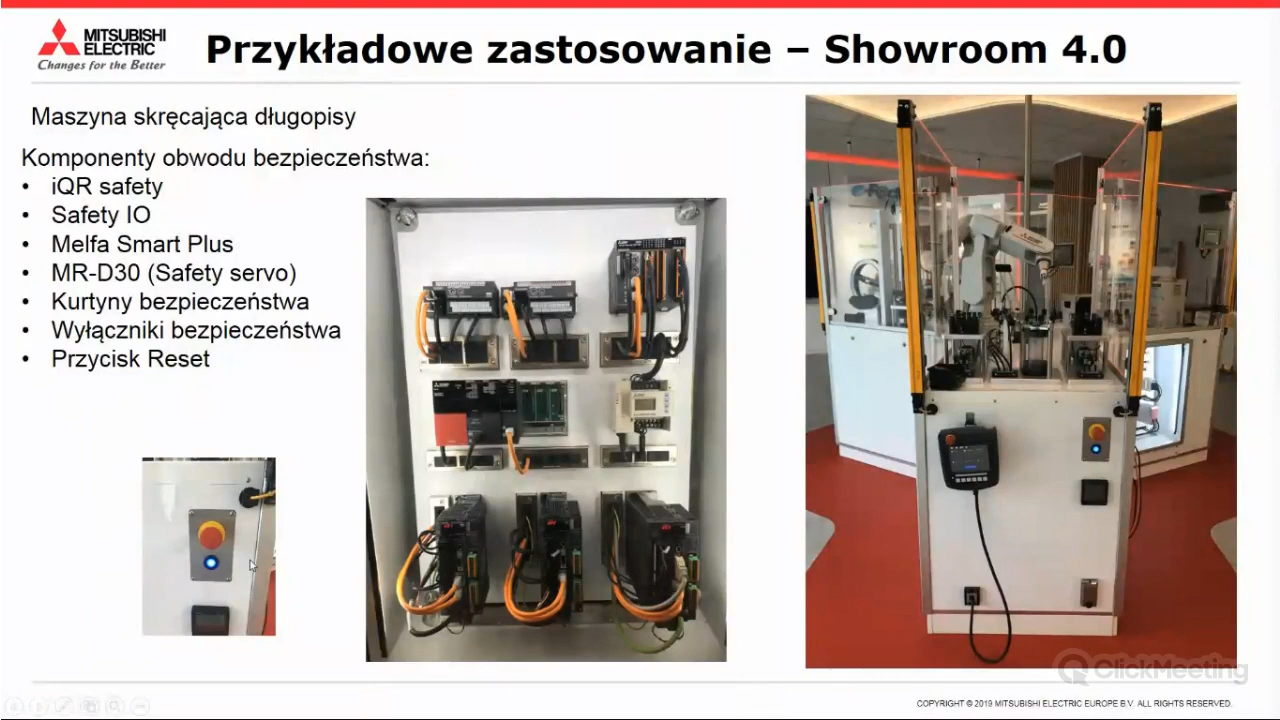 MITSUBISHI
ELECTRIC
Changes for the Better
Przykładowe zastosowanie – Showroom 4.0
Maszyna skręcająca długopisy
Komponenty obwodu bezpieczeństwa:
• iQR safety
• Safety IO
• Melfa Smart Plus
• MR-D30 (Safety servo)
• Kurtyny bezpieczeństwa
• Wyłączniki bezpieczeństwa
• Przycisk Reset
ClickMeeting
COPYRIGHT © 2019 MITSUBISHI ELECTRIC EUROPE B.V. ALL RIGHTS RESERVED.